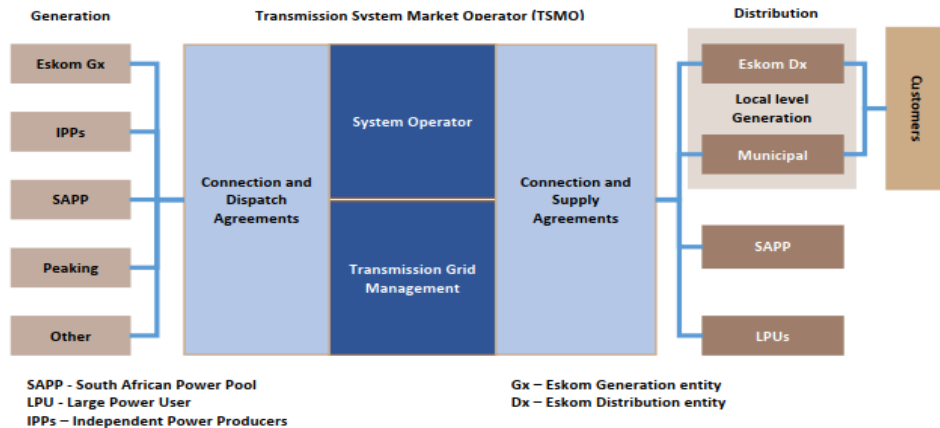 Generation
Transmission System Market Operator (TSMO)
Distribution
Eskom Gx
IPPs
SAPP
Peaking
Other
Connection and
Dispatch
Agreements
System Operator
Transmission Grid
Management
Connection and
Supply
Agreements
Eskom Dx
Local level
Generation
Municipal
SAPP
LPUs
Customers
SAPP - South African Power Pool
LPU - Large Power User
IPPs – Independent Power Producers
Gx – Eskom Generation entity
Dx – Eskom Distribution entity